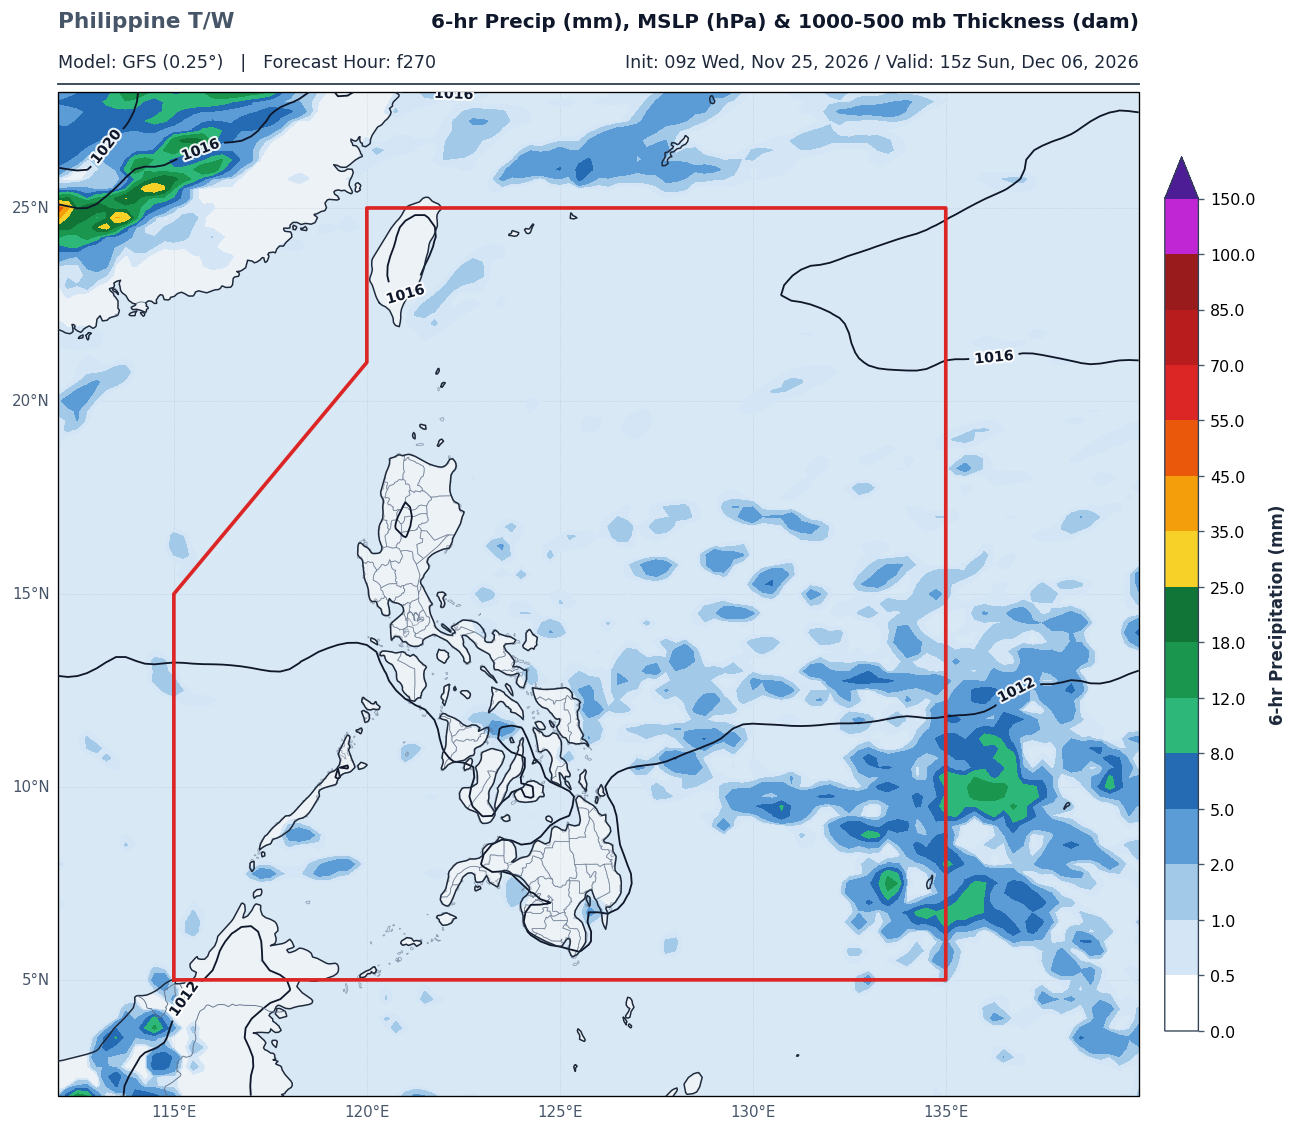 Philippine T/W
6-hr Precip (mm), MSLP (hPa) & 1000-500 mb Thickness (dam)
Model: GFS (0.25°) | Forecast Hour: f270
Init: 09z Wed, Nov 25, 2026 / Valid: 15z Sun, Dec 06, 2026
1016
1020
1016
25°N
1016
1016
20°N
15°N
1012
10°N
5°N
1012
115°E
120°E
125°E
130°E
135°E
150.0
100.0
85.0
70.0
55.0
45.0
35.0
25.0
18.0
12.0
8.0
5.0
2.0
1.0
0.5
0.0
6-hr Precipitation (mm)